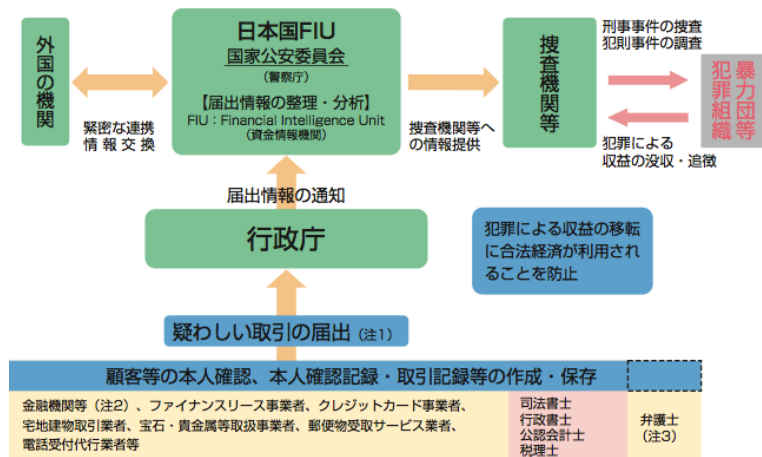 外国の機関
緊密な連携
情報交換
日本国FIU
国家公安委員会
(警察庁)
【届出情報の整理・分析】
FIU：Financial Intelligence Unit
(資金情報機関)
捜査機関等へ
の情報提供
捜査機関等
刑事事件の捜査
犯則事件の調査
暴力団等
犯罪組織
犯罪による
収益の没収・追徴
届出情報の通知
行政庁
犯罪による収益の移転
に合法経済が利用され
ることを防止
疑わしい取引の届出（注1）
顧客等の本人確認、本人確認記録・取引記録等の作成・保存
金融機関等（注2）、ファイナンスリース事業者、クレジットカード事業者、
宅地建物取引業者、宝石・貴金属等取扱事業者、郵便物受取サービス業者、
電話受付代行業者等
司法書士
行政書士
公認会計士
税理士
弁護士
（注3）